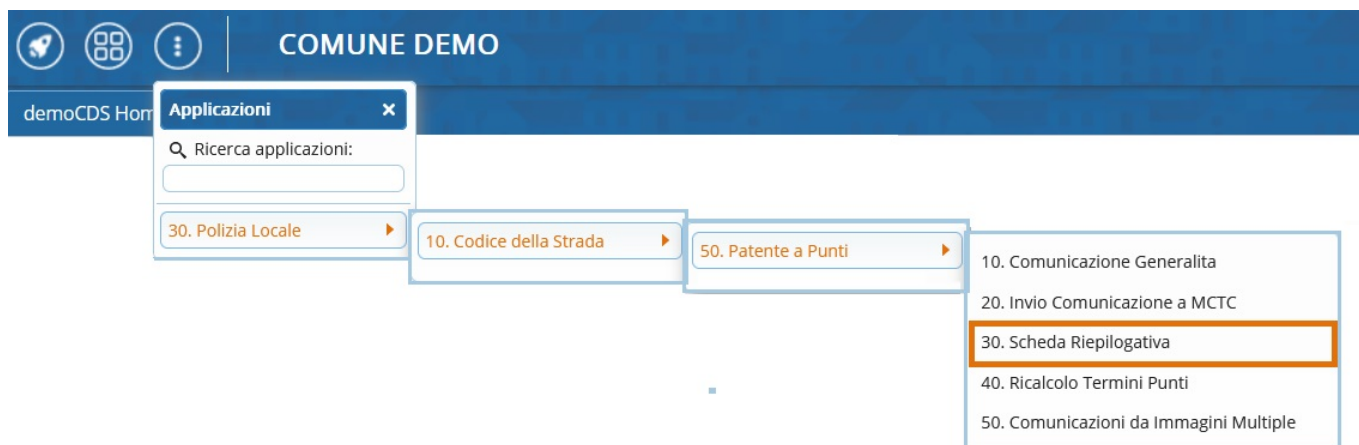 COMUNE DEMO
demoCDS Hom
Applicazioni
Ricerca applicazioni:
30. Polizia Locale
10. Codice della Strada
50. Patente a Punti
10. Comunicazione Generalita
20. Invio Comunicazione a MCTC
30. Scheda Riepilogativa
40. Ricalcolo Termini Punti
50. Comunicazioni da Immagini Multiple